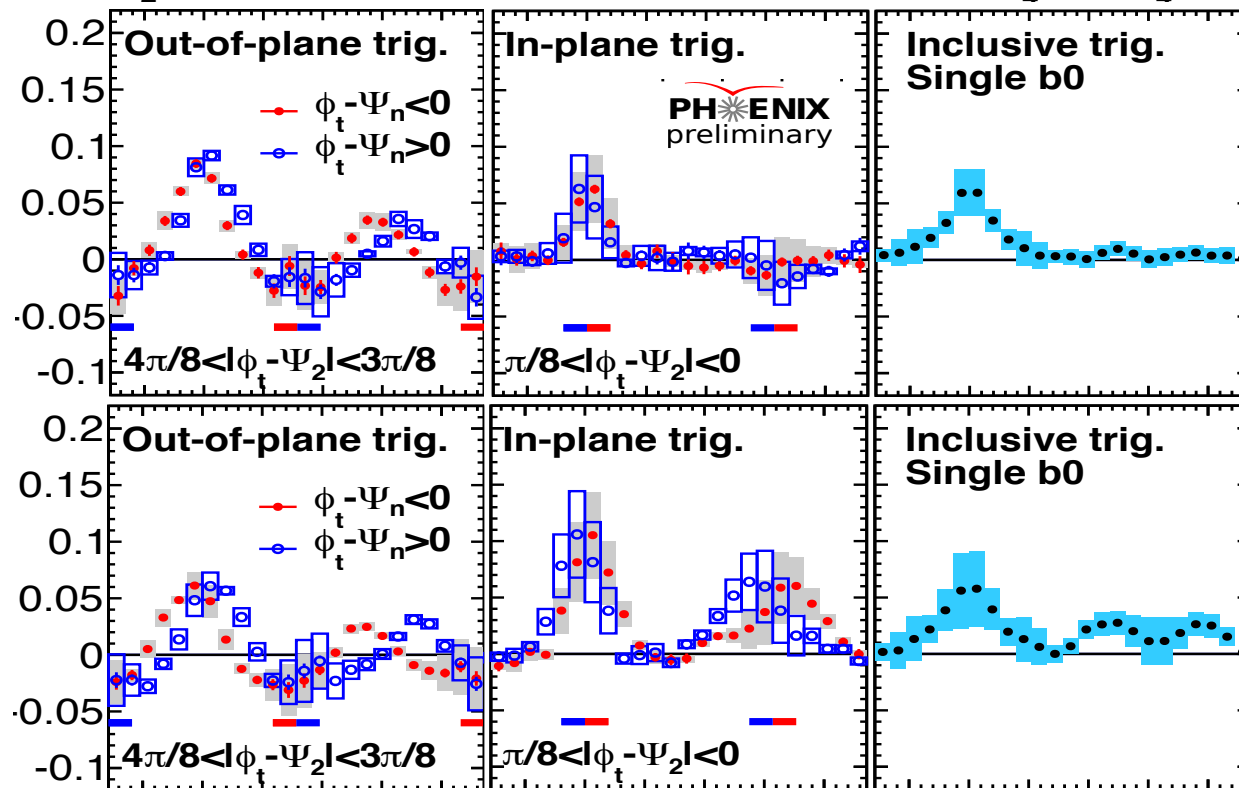 Out-of-plane trig.
In-plane trig.
Inclusive trig.
Single b0
0.2
0.15
0.1
0.05
0
-0.05
-0.1
ϕt-Ψn<0
ϕt-Ψn>0
PHENIX
preliminary
4π/8<|ϕt-Ψ2|<3π/8
π/8<|ϕt-Ψ2|<0
Out-of-plane trig.
In-plane trig.
Inclusive trig.
Single b0
0.2
0.15
0.1
0.05
0
-0.05
-0.1
ϕt-Ψn<0
ϕt-Ψn>0
4π/8<|ϕt-Ψ2|<3π/8
π/8<|ϕt-Ψ2|<0